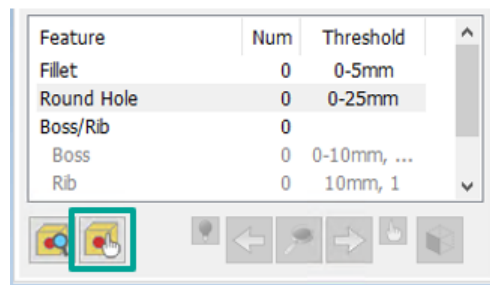 Feature Num Threshold
Fillet 0 0-5mm
Round Hole 0 0-25mm
Boss/Rib 0
Boss 0 0-10mm, ...
Rib 0 10mm, 1